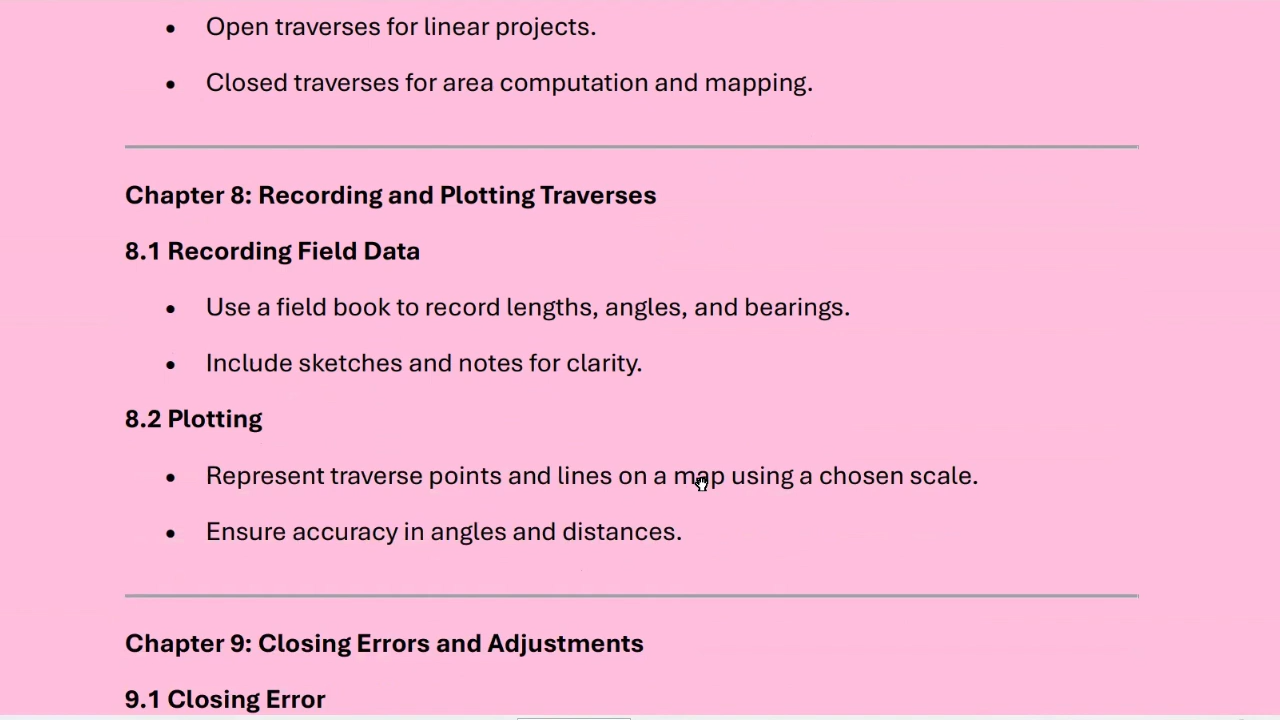 • Open traverses for linear projects.
• Closed traverses for area computation and mapping.
Chapter 8: Recording and Plotting Traverses
8.1 Recording Field Data
• Use a field book to record lengths, angles, and bearings.
• Include sketches and notes for clarity.
8.2 Plotting
• Represent traverse points and lines on a map using a chosen scale.
• Ensure accuracy in angles and distances.
Chapter 9: Closing Errors and Adjustments
9.1 Closing Error